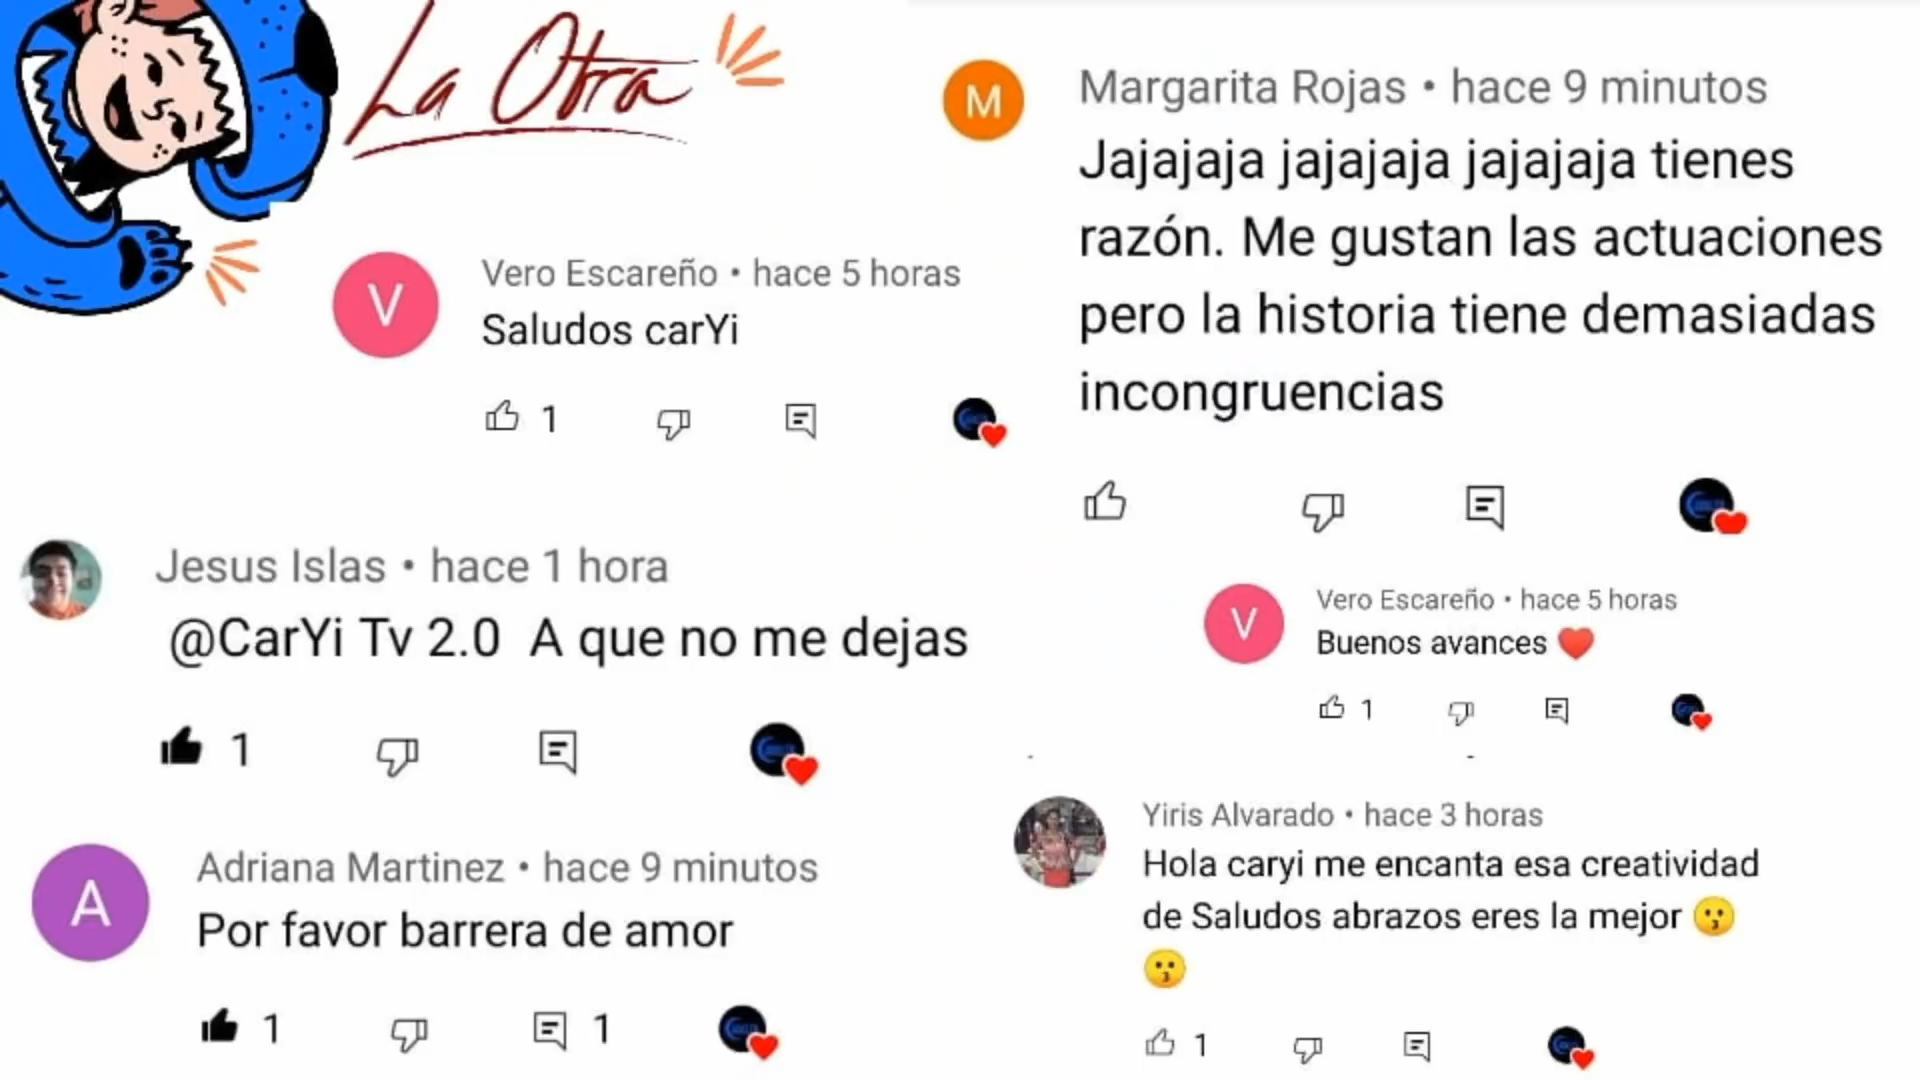 La Otra
Vero Escareño • hace 5 horas
Saludos carYi
1
Jesus Islas • hace 1 hora
@CarYi Tv 2.0 A que no me dejas
1
A
Adriana Martinez • hace 9 minutos
Por favor barrera de amor
1 1
V
M
Margarita Rojas • hace 9 minutos
Jajajaja jajajaja jajajaja tienes
razón. Me gustan las actuaciones
pero la historia tiene demasiadas
incongruencias
V
Vero Escareño • hace 5 horas
Buenos avances ❤️
1
Yiris Alvarado • hace 3 horas
Hola caryi me encanta esa creatividad
de Saludos abrazos eres la mejor 😗
😗
1